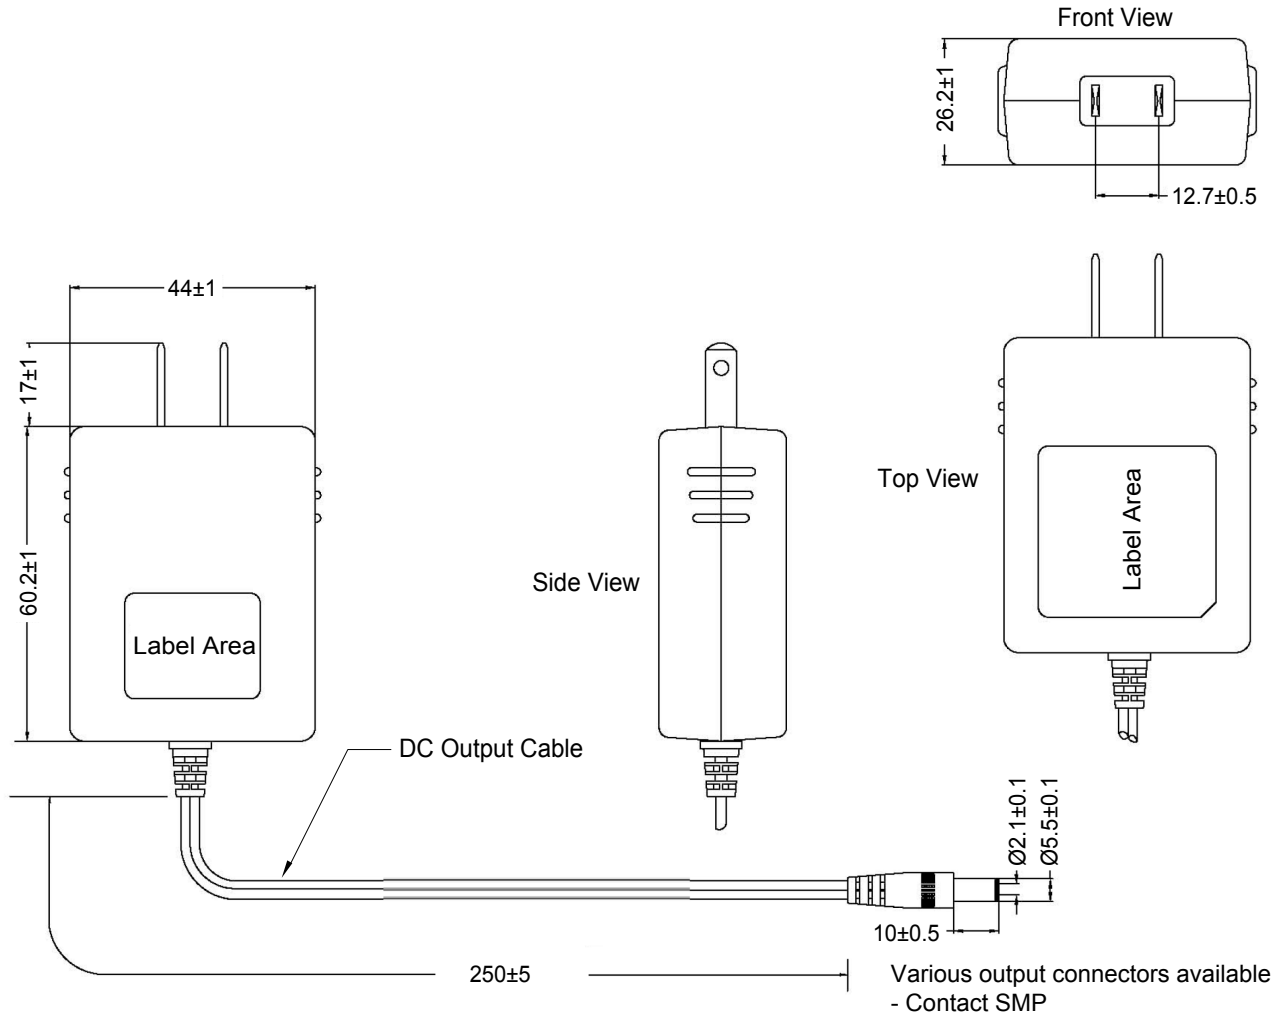 Front View
26.2±1
12.7±0.5
44±1
17±1
60.2±1
Label Area
Side View
Top View
Label Area
DC Output Cable
Ø2.1±0.1
Ø5.5±0.1
10±0.5
250±5
Various output connectors available
- Contact SMP